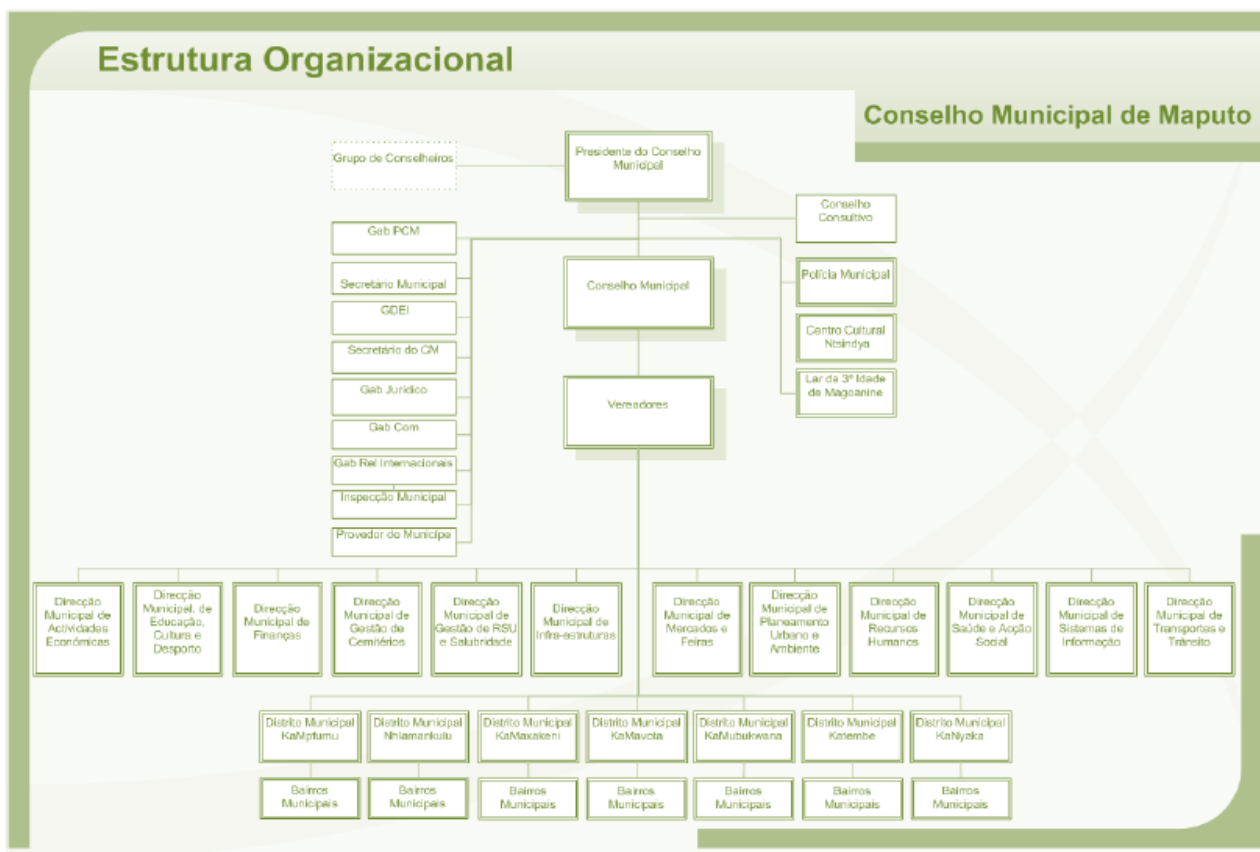 Estrutura Organizacional
Conselho Municipal de Maputo
Grupo de Conselheiros
Presidente do Conselho
Municipal
Conselho
Consultivo
Gab PCM
Secretário Municipal
GDEI
Secretário do CM
Gab Jurídico
Gab Com
Gab Rel Internacionais
Inspecção Municipal
Provedor do Munícipe
Conselho Municipal
Vereadores
Polícia Municipal
Centro Cultural
Ntsindya
Lar da 3ª Idade
de Magoanine
Direcção
Municipal de
Actividades
Económicas
Direcção
Municipal. de
Educação,
Cultura e
Desporto
Direcção
Municipal de
Finanças
Direcção
Municipal de
Gestão de
Cemitérios
Direcção
Municipal de
Gestão de RSU
e Salubridade
Direcção
Municipal de
Infra-estruturas
Direcção
Municipal de
Mercados e
Feiras
Direcção
Municipal de
Planeamento
Urbano e
Ambiente
Direcção
Municipal de
Recursos
Humanos
Direcção
Municipal de
Saúde e Acção
Social
Direcção
Municipal de
Sistemas de
Informação
Direcção
Municipal de
Transportes e
Trânsito
Distrito Municipal
KaMpfumu
Distrito Municipal
Nhlamankulu
Distrito Municipal
KaMaxakeni
Distrito Municipal
KaMavota
Distrito Municipal
KaMubukwana
Distrito Municipal
Katembe
Distrito Municipal
KaNyaka
Bairros
Municipais
Bairros
Municipais
Bairros
Municipais
Bairros
Municipais
Bairros
Municipais
Bairros
Municipais
Bairros
Municipais